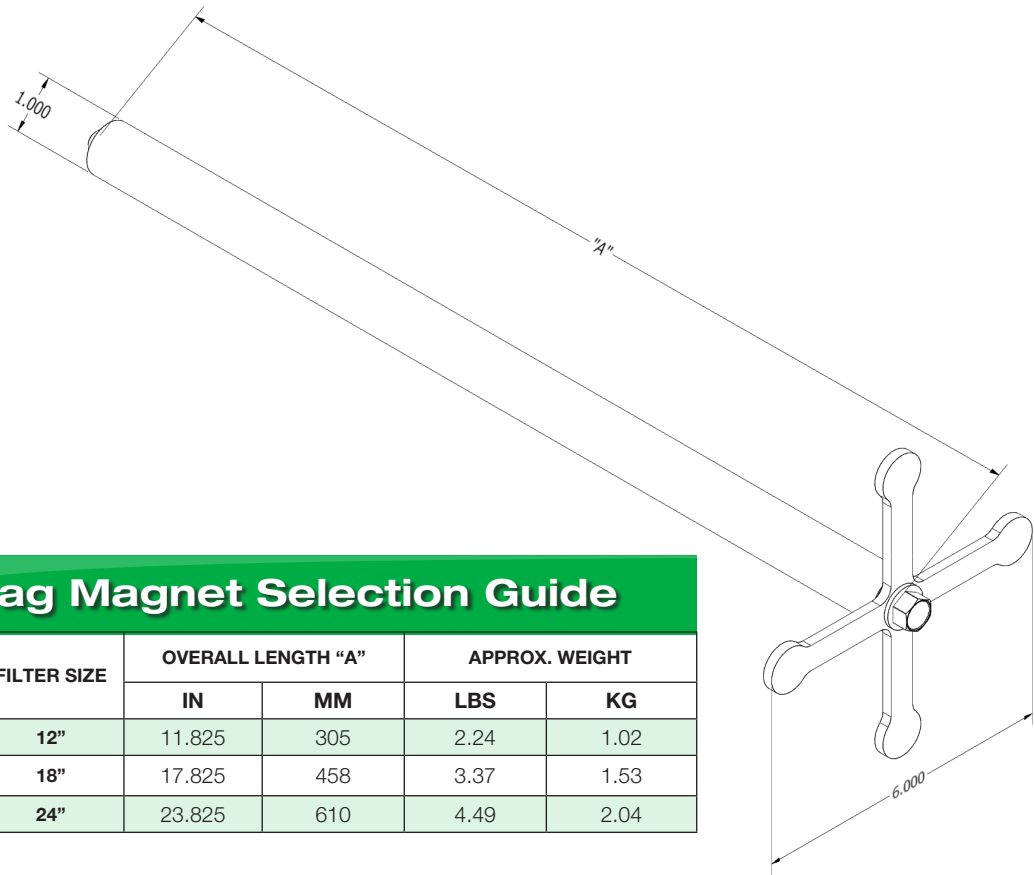 1.000
"A"
ag Magnet Selection Guide
FILTER SIZE OVERALL LENGTH “A” APPROX. WEIGHT
IN MM LBS KG
12” 11.825 305 2.24 1.02
18” 17.825 458 3.37 1.53
24” 23.825 610 4.49 2.04
6.000